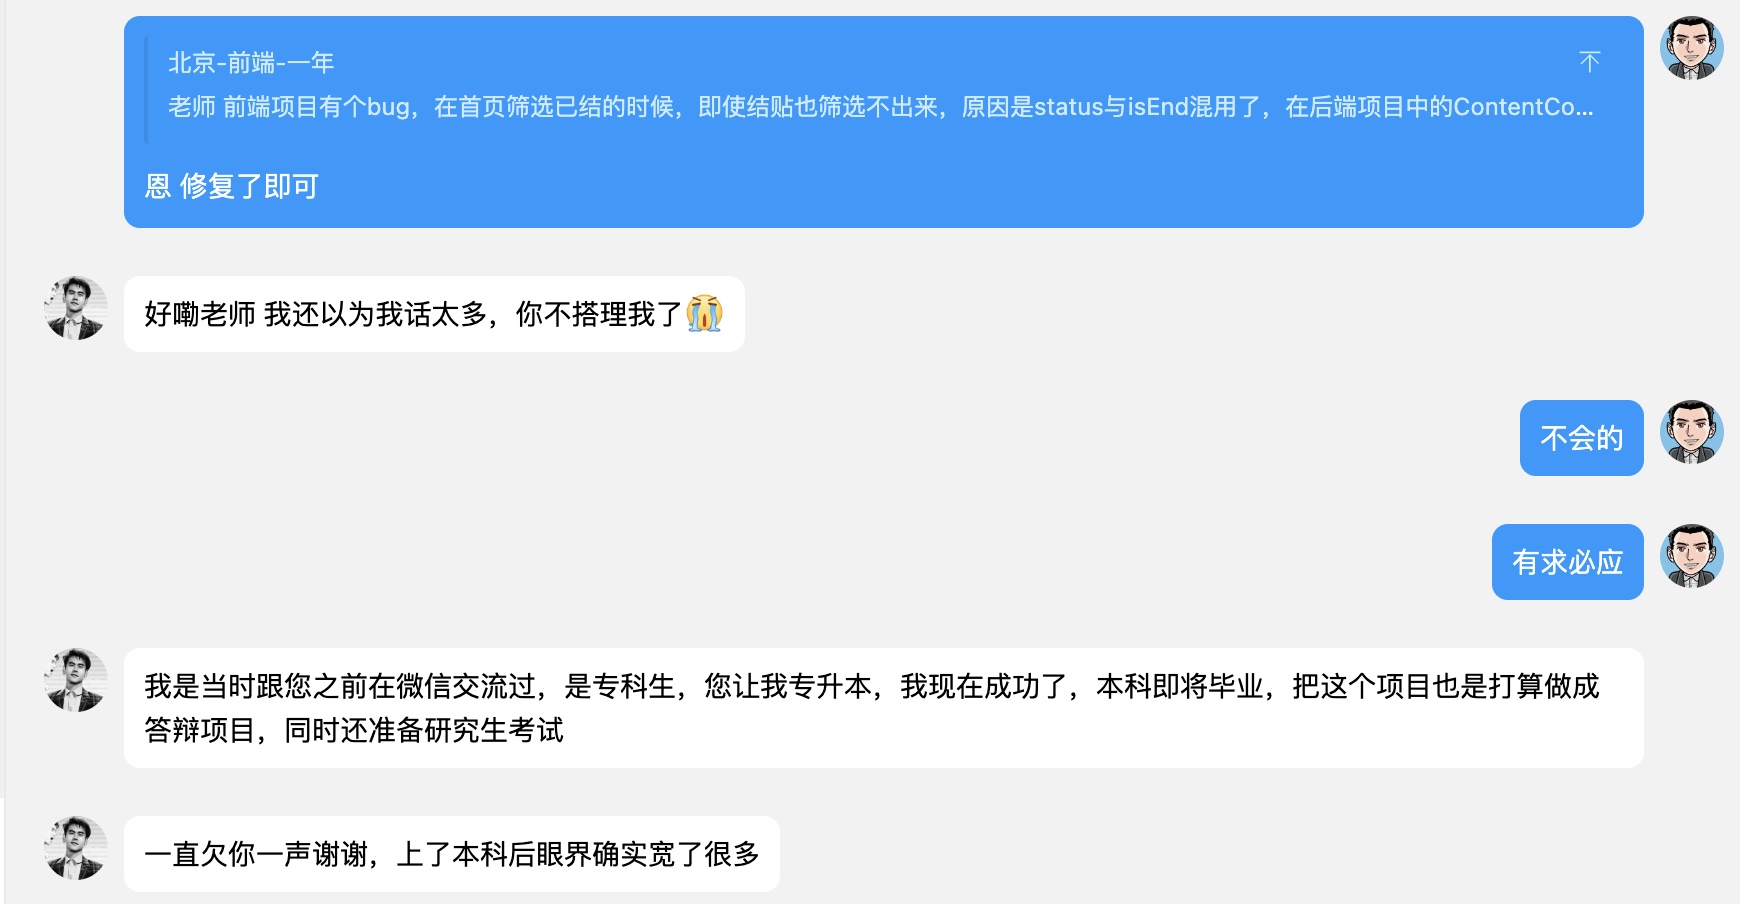 北京-前端-一年
老师 前端项目有个bug，在首页筛选已结的时候，即使结贴也筛选不出来，原因是status与isEnd混用了，在后端项目中的ContentCo...
恩 修复了即可
好嘞老师 我还以为我话太多，你不搭理我了
不会的
有求必应
我是当时跟您之前在微信交流过，是专科生，您让我专升本，我现在成功了，本科即将毕业，把这个项目也是打算做成
答辩项目，同时还准备研究生考试
一直欠你一声谢谢，上了本科后眼界确实宽了很多